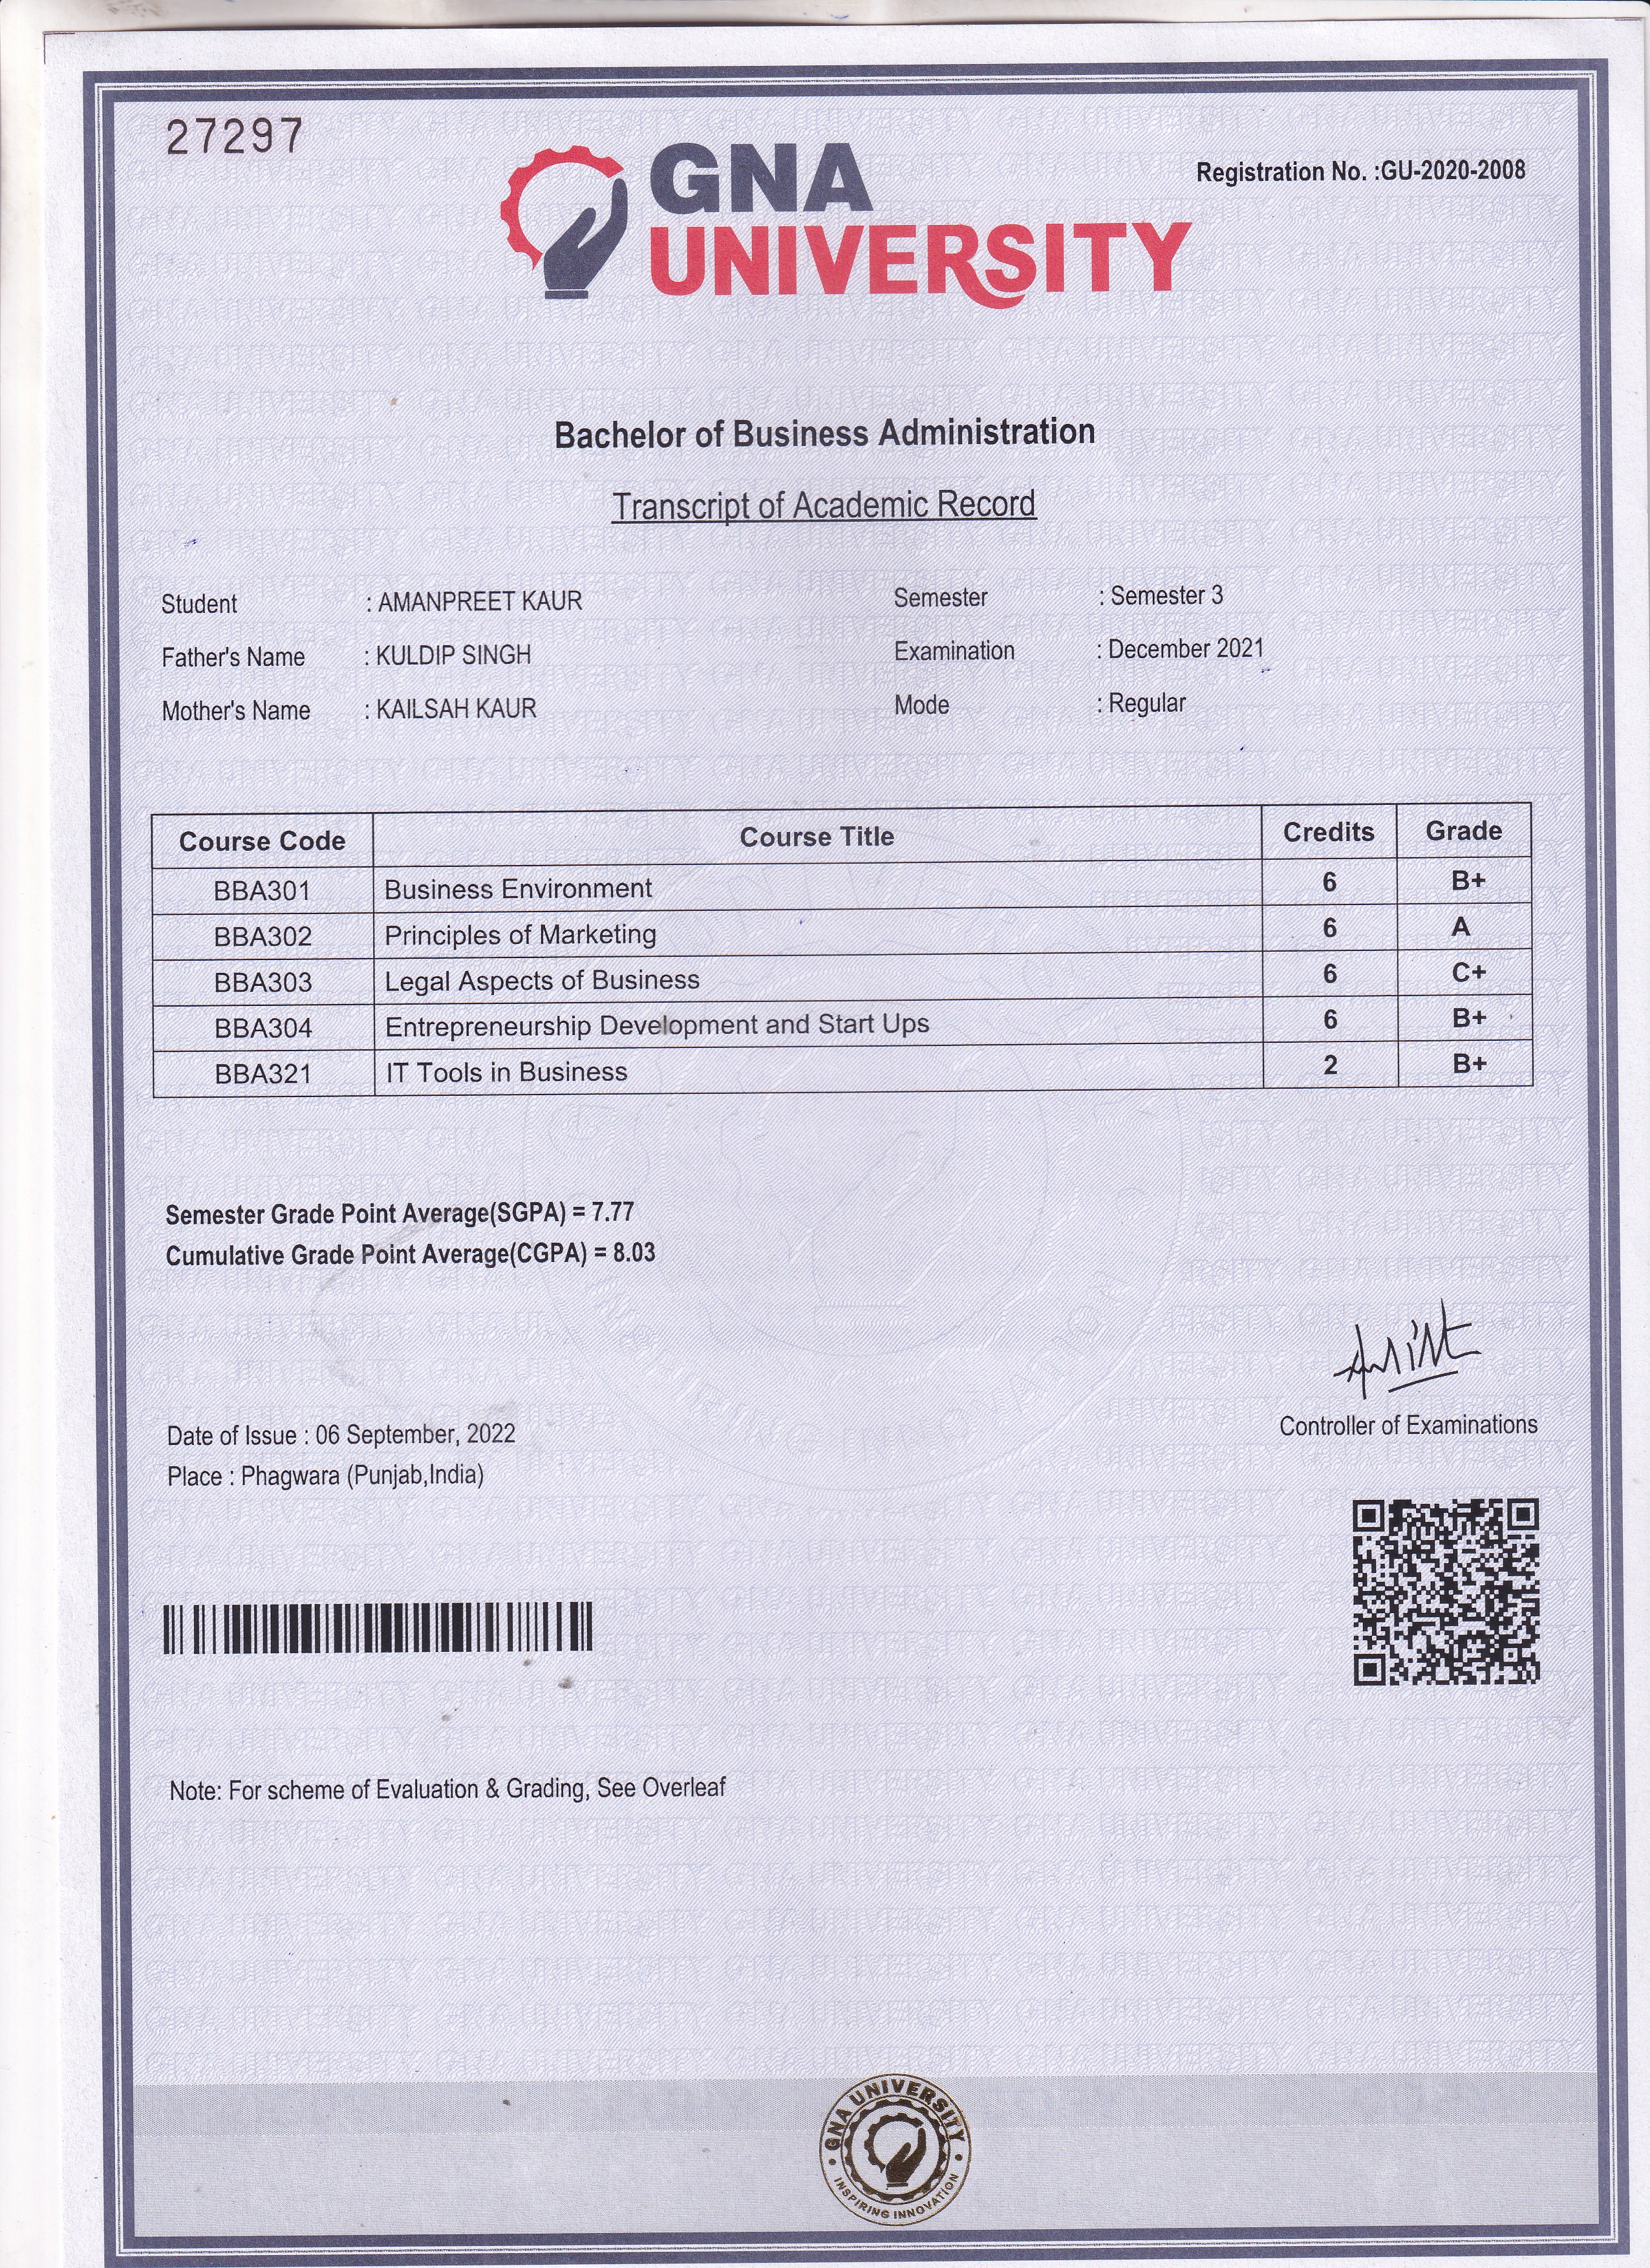 27297
GNA
UNIVERSITY
Registration No. :GU-2020-2008
Bachelor of Business Administration
Transcript of Academic Record
Student : AMANPREET KAUR Semester : Semester 3
Father's Name : KULDIP SINGH Examination : December 2021
Mother's Name : KAILSAH KAUR Mode : Regular
Course Code Course Title Credits Grade
BBA301 Business Environment 6 B+
BBA302 Principles of Marketing 6 A
BBA303 Legal Aspects of Business 6 C+
BBA304 Entrepreneurship Development and Start Ups 6 B+
BBA321 IT Tools in Business 2 B+
Semester Grade Point Average(SGPA) = 7.77
Cumulative Grade Point Average(CGPA) = 8.03
Controller of Examinations
Date of Issue : 06 September, 2022
Place : Phagwara (Punjab,India)
Note: For scheme of Evaluation & Grading, See Overleaf
GNA UNIVERSITY
INSPIRING INNOVATION